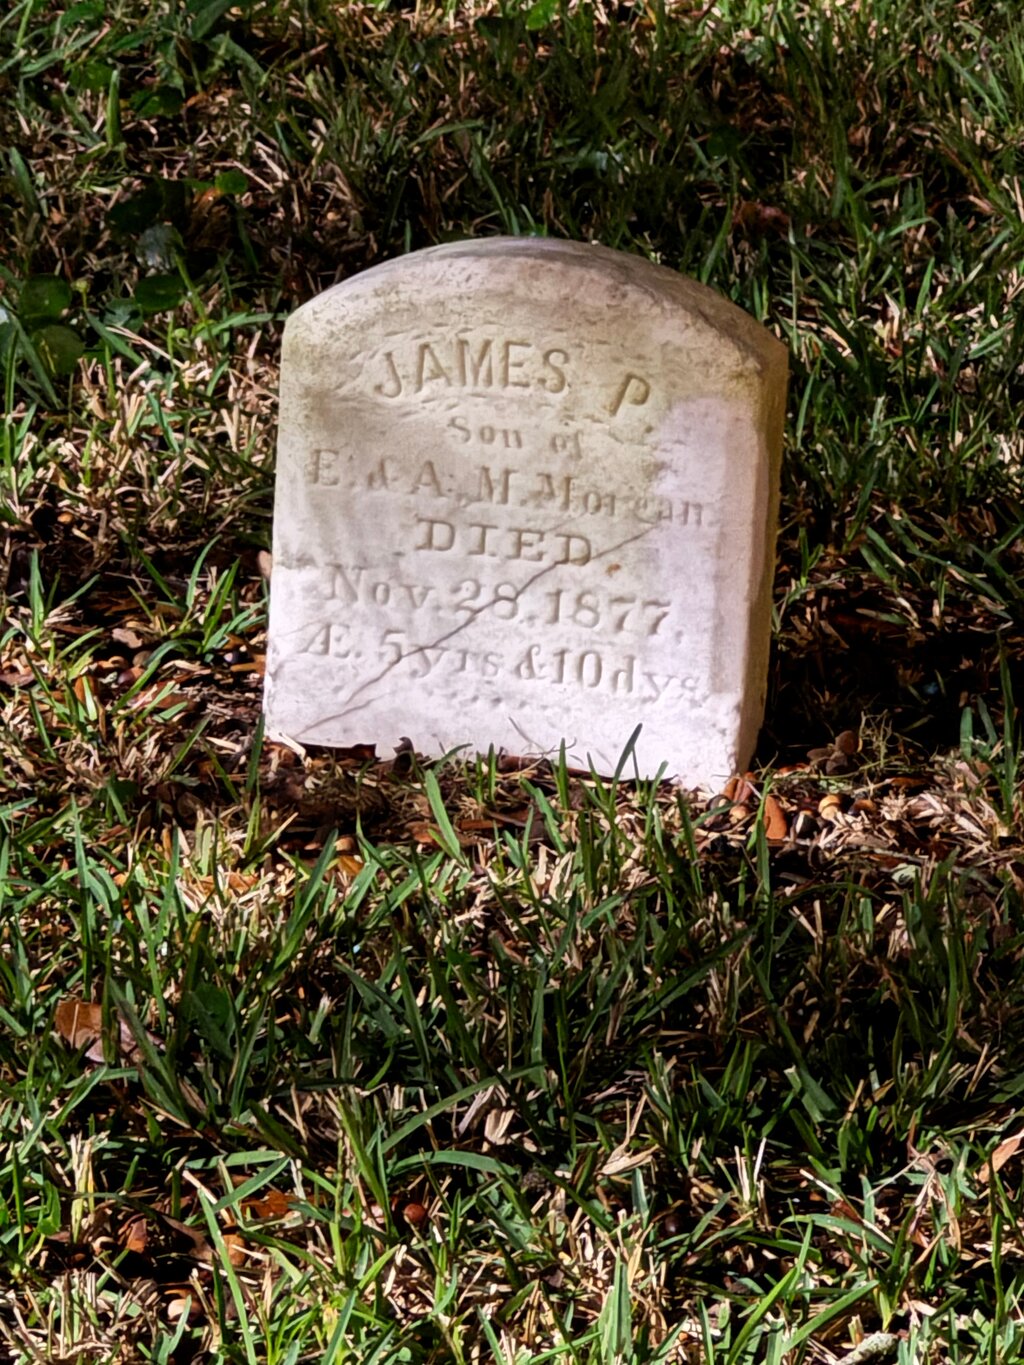 JAMES P.
Son of
E. & A. M. Morgan
DIED
Nov. 28. 1877.
Æ. 5 yrs & 10 dys.